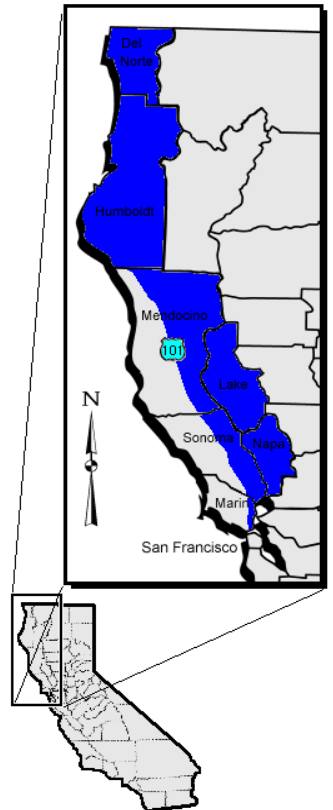 Del
Norte
Humboldt
Mendocino
101
Lake
N
Sonoma
Napa
Marin
San Francisco